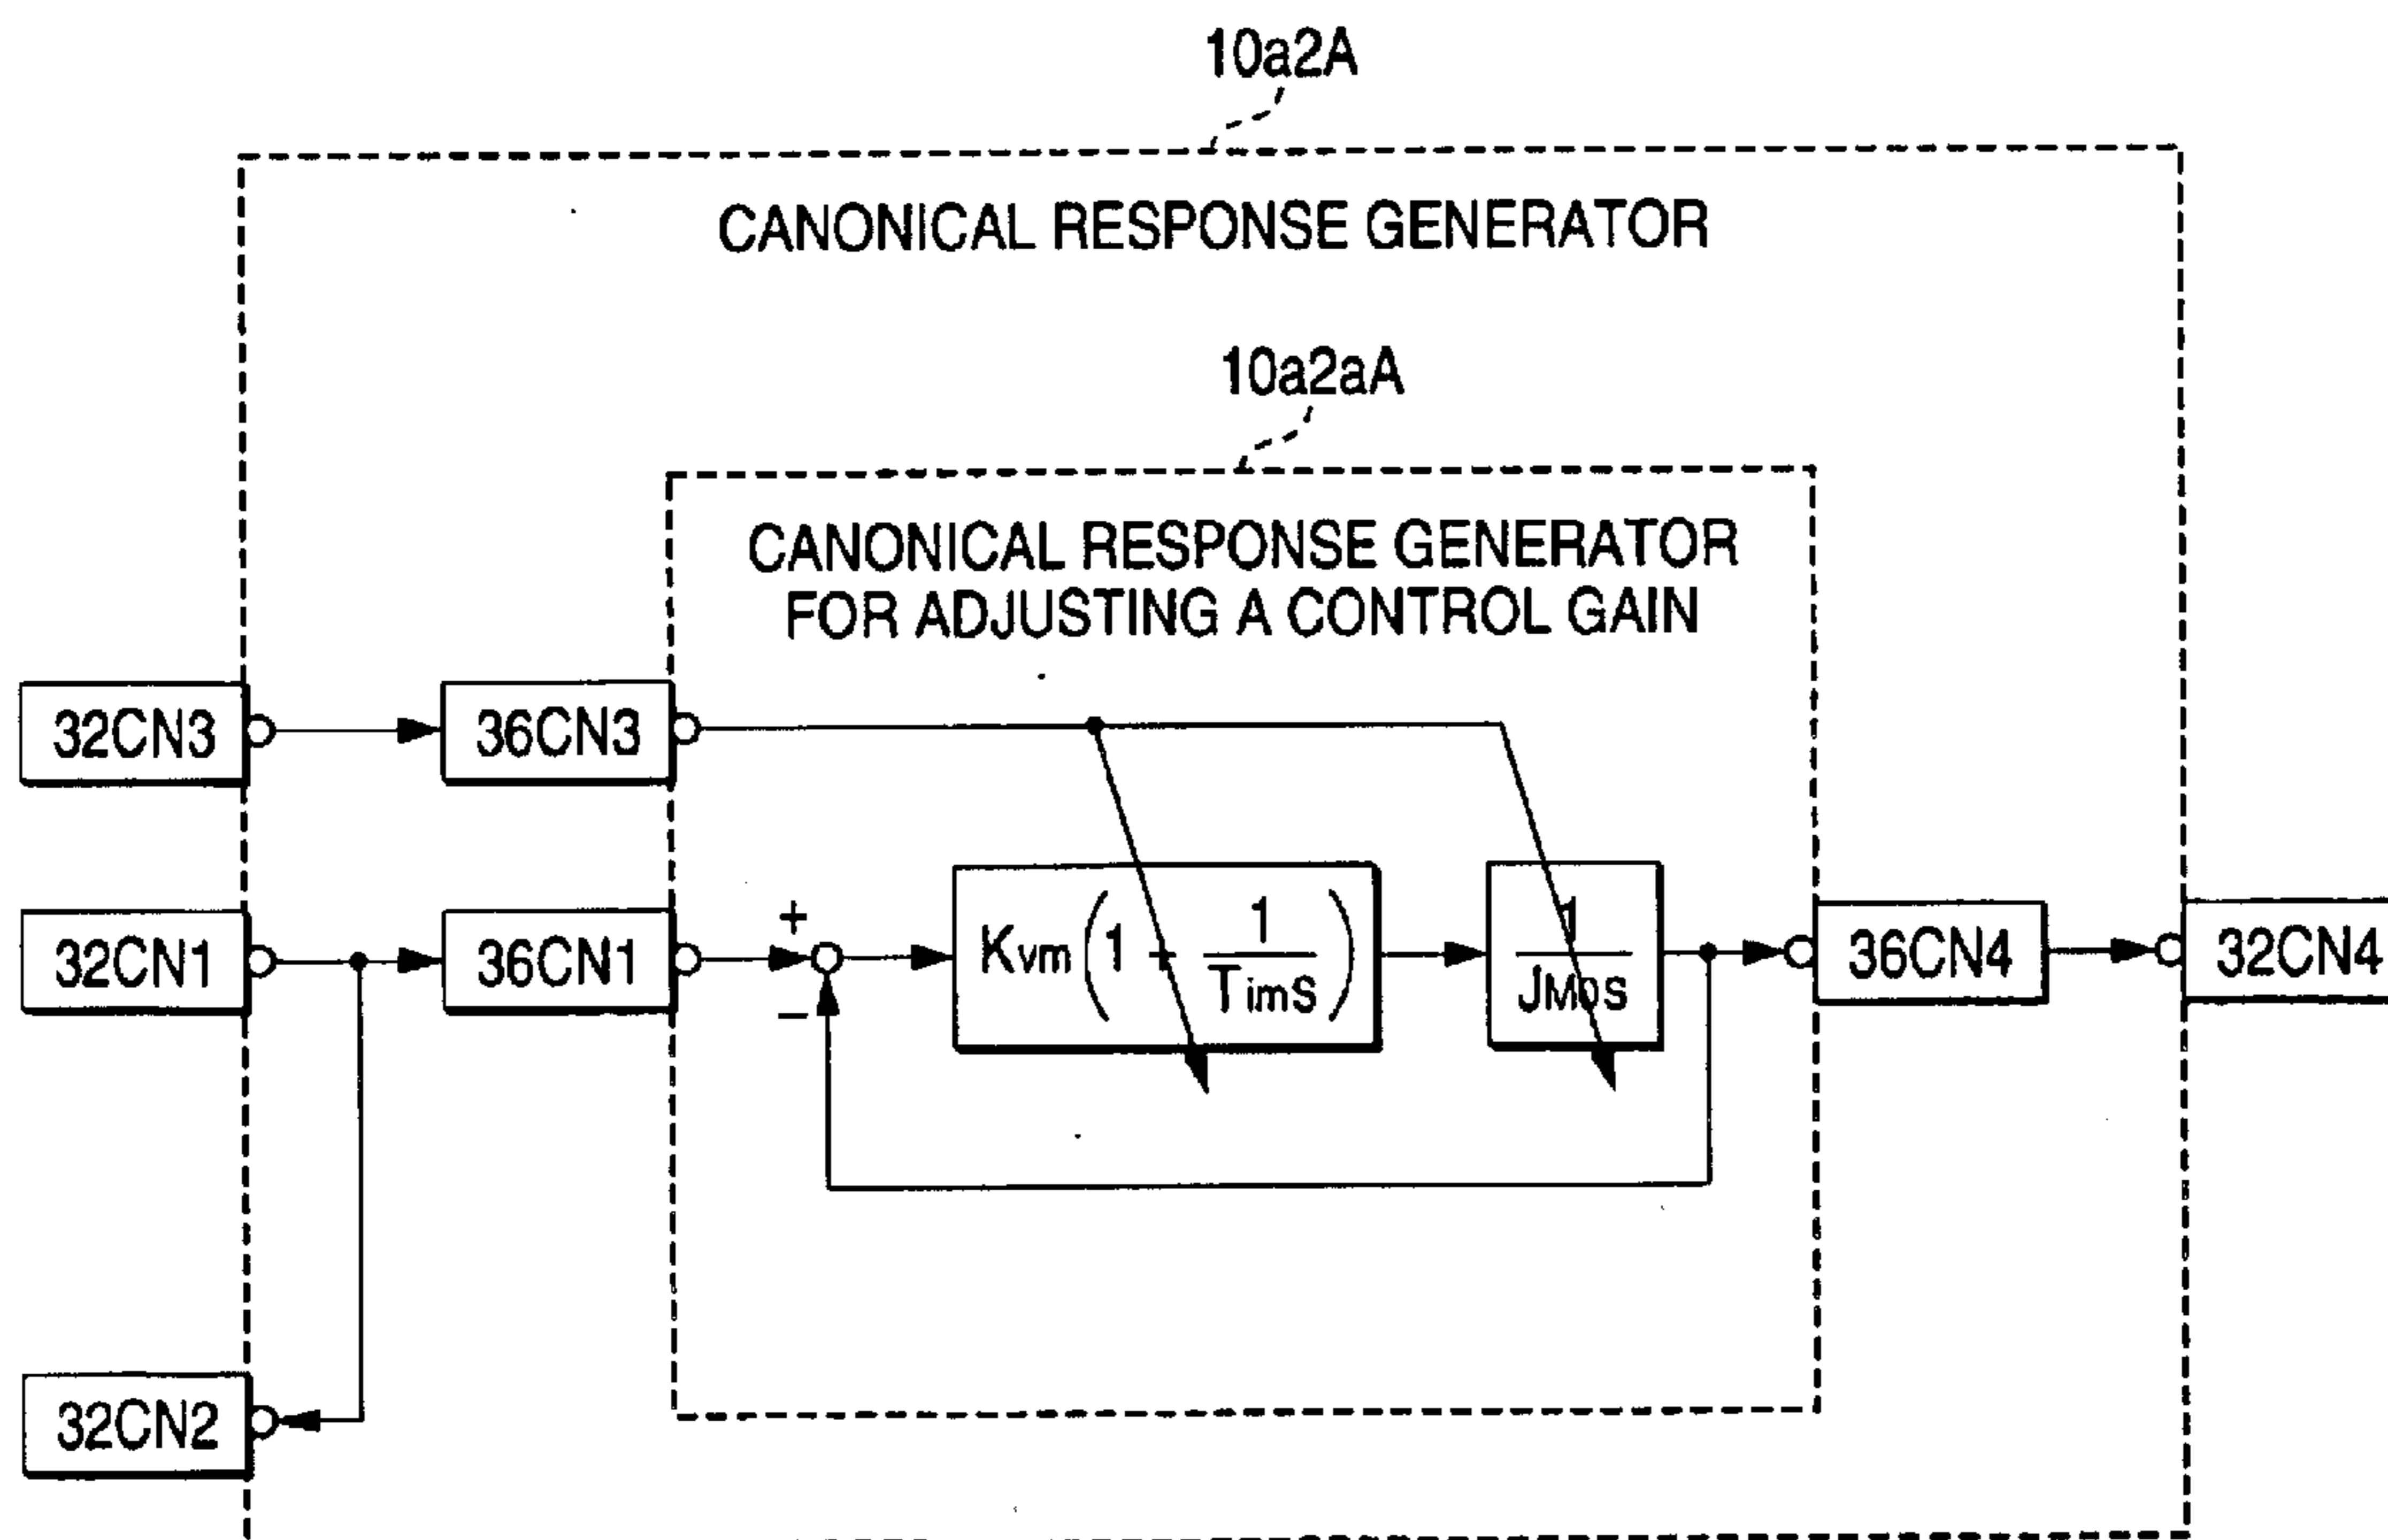 10a2A
CANONICAL RESPONSE GENERATOR
10a2aA
CANONICAL RESPONSE GENERATOR
FOR ADJUSTING A CONTROL GAIN
32CN3
36CN3
32CN1
36CN1
+
−
Kvm(1 + 1/Tims)
1/JM0s
36CN4
32CN4
32CN2